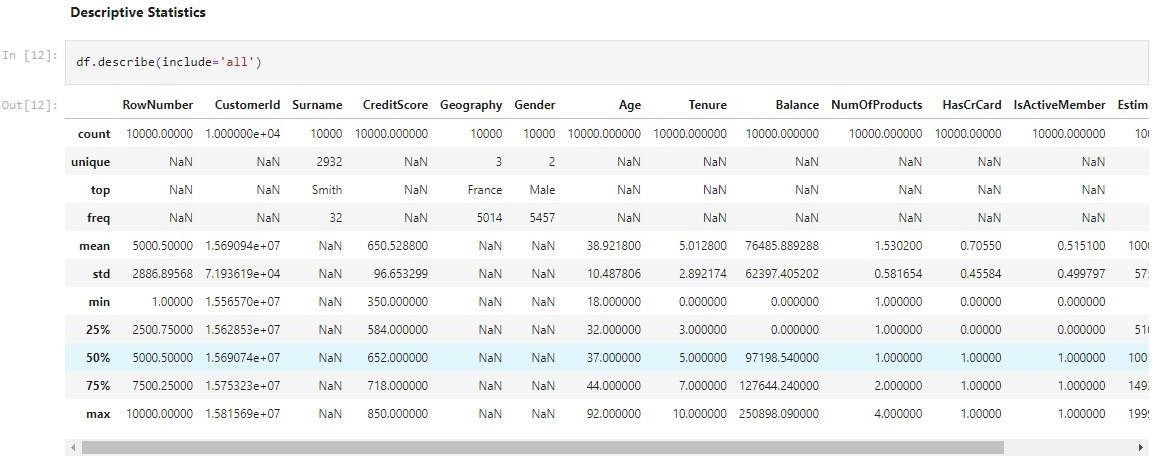 Descriptive Statistics
In [12]: df.describe(include='all')
Out[12]: RowNumber CustomerId Surname CreditScore Geography Gender Age Tenure Balance NumOfProducts HasCrCard IsActiveMember Estim
count 10000.00000 1.000000e+04 10000 10000.000000 10000 10000 10000.000000 10000.000000 10000.000000 10000.000000 10000.00000 10000.000000 10
unique NaN NaN 2932 NaN 3 2 NaN NaN NaN NaN NaN NaN
top NaN NaN Smith NaN France Male NaN NaN NaN NaN NaN NaN
freq NaN NaN 32 NaN 5014 5457 NaN NaN NaN NaN NaN NaN
mean 5000.50000 1.569094e+07 NaN 650.528800 NaN NaN 38.921800 5.012800 76485.889288 1.530200 0.70550 0.515100 100
std 2886.89568 7.193619e+04 NaN 96.653299 NaN NaN 10.487806 2.892174 62397.405202 0.581654 0.45584 0.499797 57
min 1.00000 1.556570e+07 NaN 350.000000 NaN NaN 18.000000 0.000000 0.000000 1.000000 0.00000 0.000000
25% 2500.75000 1.562853e+07 NaN 584.000000 NaN NaN 32.000000 3.000000 0.000000 1.000000 0.00000 0.000000 510
50% 5000.50000 1.569074e+07 NaN 652.000000 NaN NaN 37.000000 5.000000 97198.540000 1.000000 1.00000 1.000000 100
75% 7500.25000 1.575323e+07 NaN 718.000000 NaN NaN 44.000000 7.000000 127644.240000 2.000000 1.00000 1.000000 149
max 10000.00000 1.581569e+07 NaN 850.000000 NaN NaN 92.000000 10.000000 250898.090000 4.000000 1.00000 1.000000 199